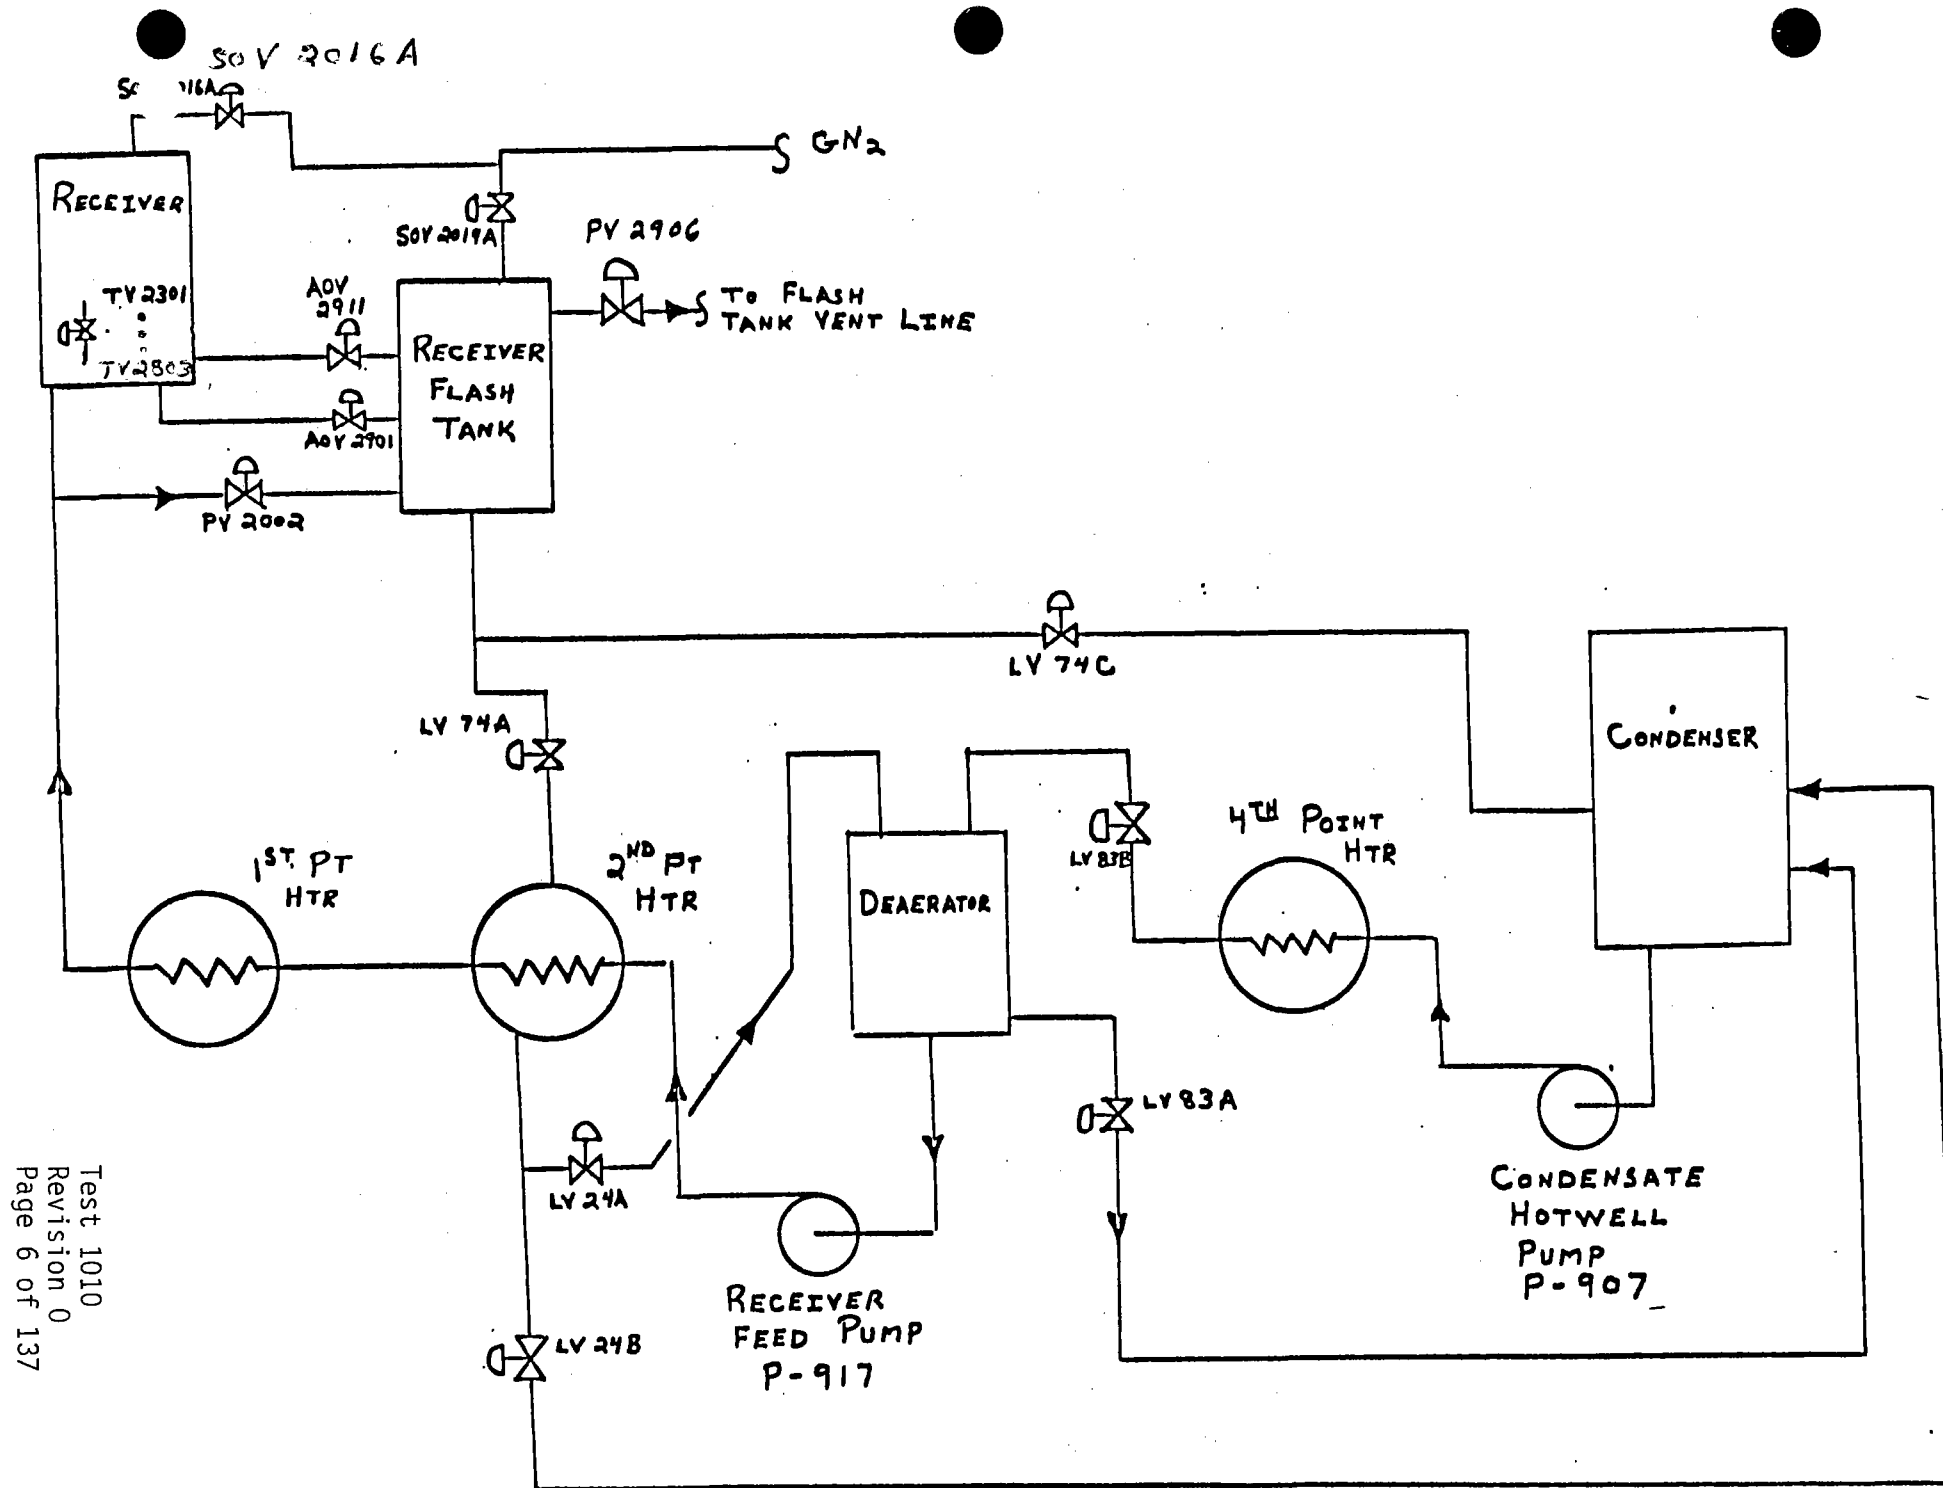 SOV 2016A
GN2
RECEIVER
SOV 2019A
PV 2906
TV 2301
TV 2803
AOV
2911
TO FLASH
TANK VENT LINE
RECEIVER
FLASH
TANK
AOV 2901
PV 2002
LV 74C
LV 74A
CONDENSER
1ST PT
HTR
2ND PT
HTR
DEAERATOR
LV 83B
4TH POINT
HTR
LV 83A
LV 24A
CONDENSATE
HOTWELL
PUMP
P-907
RECEIVER
FEED PUMP
P-917
LV 24B
Test 1010
Revision 0
Page 6 of 137